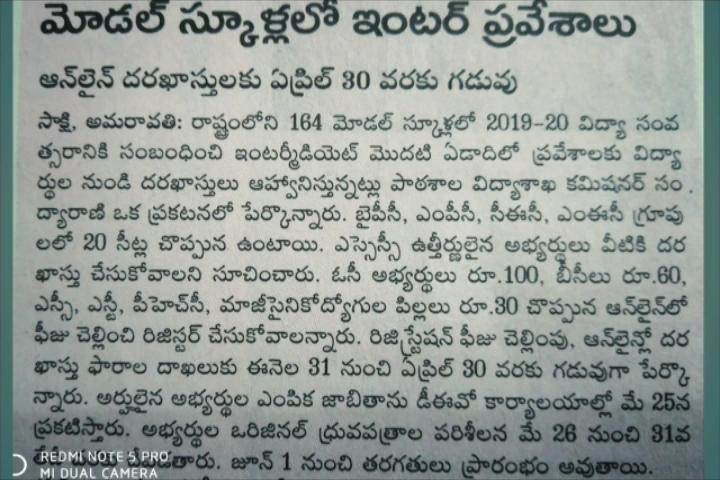 మోడల్ స్కూళ్లలో ఇంటర్ ప్రవేశాలు
ఆన్‌లైన్ దరఖాస్తులకు ఏప్రిల్ 30 వరకు గడువు
సాక్షి, అమరావతి: రాష్ట్రంలోని 164 మోడల్ స్కూళ్లలో 2019-20 విద్యా సంవ
త్సరానికి సంబంధించి ఇంటర్మీడియెట్ మొదటి ఏడాదిలో ప్రవేశాలకు విద్యా
ర్థుల నుండి దరఖాస్తులు ఆహ్వానిస్తున్నట్లు పాఠశాల విద్యాశాఖ కమిషనర్ సం
ద్యారాణి ఒక ప్రకటనలో పేర్కొన్నారు. బైపీసీ, ఎంపీసీ, సీఈసీ, ఎంఈసీ గ్రూపు
లలో 20 సీట్ల చొప్పున ఉంటాయి. ఎస్సెస్సీ ఉత్తీర్ణులైన అభ్యర్థులు వీటికి దర
ఖాస్తు చేసుకోవాలని సూచించారు. ఓసీ అభ్యర్థులు రూ.100, బీసీలు రూ.60,
ఎస్సీ, ఎస్టీ, పీహెచ్‌సీ, మాజీసైనికోద్యోగుల పిల్లలు రూ.30 చొప్పున ఆన్‌లైన్‌లో
ఫీజు చెల్లించి రిజిస్టర్ చేసుకోవాలన్నారు. రిజిస్ట్రేషన్ ఫీజు చెల్లింపు, ఆన్‌లైన్లో దర
ఖాస్తు ఫారాల దాఖలుకు ఈనెల 31 నుంచి ఏప్రిల్ 30 వరకు గడువుగా పేర్కొ
న్నారు. అర్హులైన అభ్యర్థుల ఎంపిక జాబితాను డీఈవో కార్యాలయాల్లో మే 25న
ప్రకటిస్తారు. అభ్యర్థుల ఒరిజినల్ ధ్రువపత్రాల పరిశీలన మే 26 నుంచి 31వ
జూన్ 1 నుంచి తరగతులు ప్రారంభం అవుతాయి.
REDMI NOTE 5 PRO
MI DUAL CAMERA